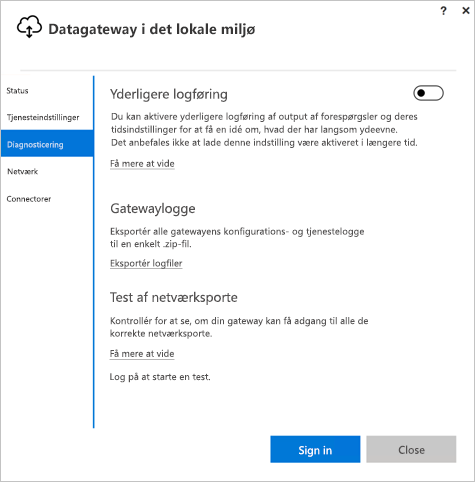 ? ×
Datagateway i det lokale miljø
Status
Tjenesteindstillinger
Diagnosticering
Netværk
Connectorer
Yderligere logføring
Du kan aktivere yderligere logføring af output af forespørgsler og deres
tidsindstillinger for at få en idé om, hvad der har langsom ydeevne.
Det anbefales ikke at lade denne indstilling være aktiveret i længere tid.
Få mere at vide
Gatewaylogge
Eksportér alle gatewayens konfigurations- og tjenestelogge
til en enkelt .zip-fil.
Eksportér logfiler
Test af netværksporte
Kontrollér for at se, om din gateway kan få adgang til alle de
korrekte netværksporte.
Få mere at vide
Log på at starte en test.
Sign in
Close